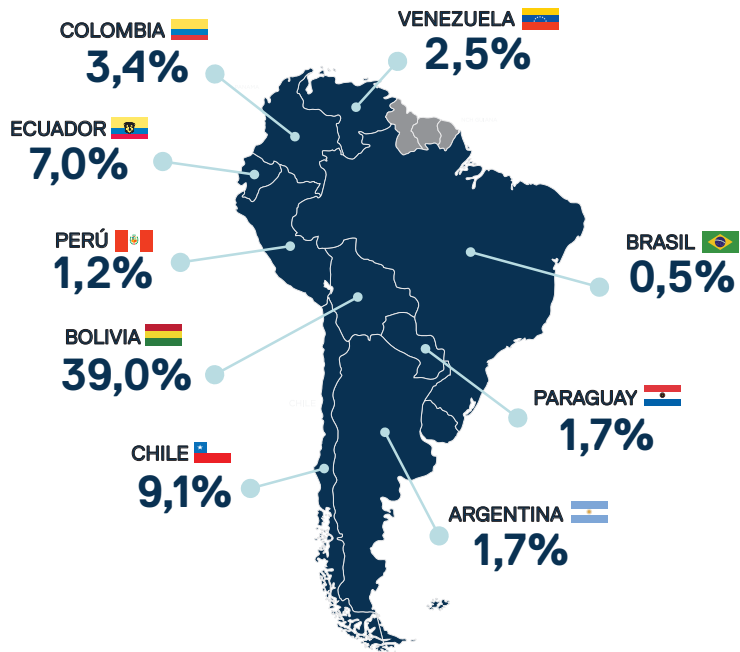 COLOMBIA
3,4%
VENEZUELA
2,5%
ECUADOR
7,0%
PERÚ
1,2%
BRASIL
0,5%
BOLIVIA
39,0%
PARAGUAY
1,7%
CHILE
9,1%
ARGENTINA
1,7%
CHILE